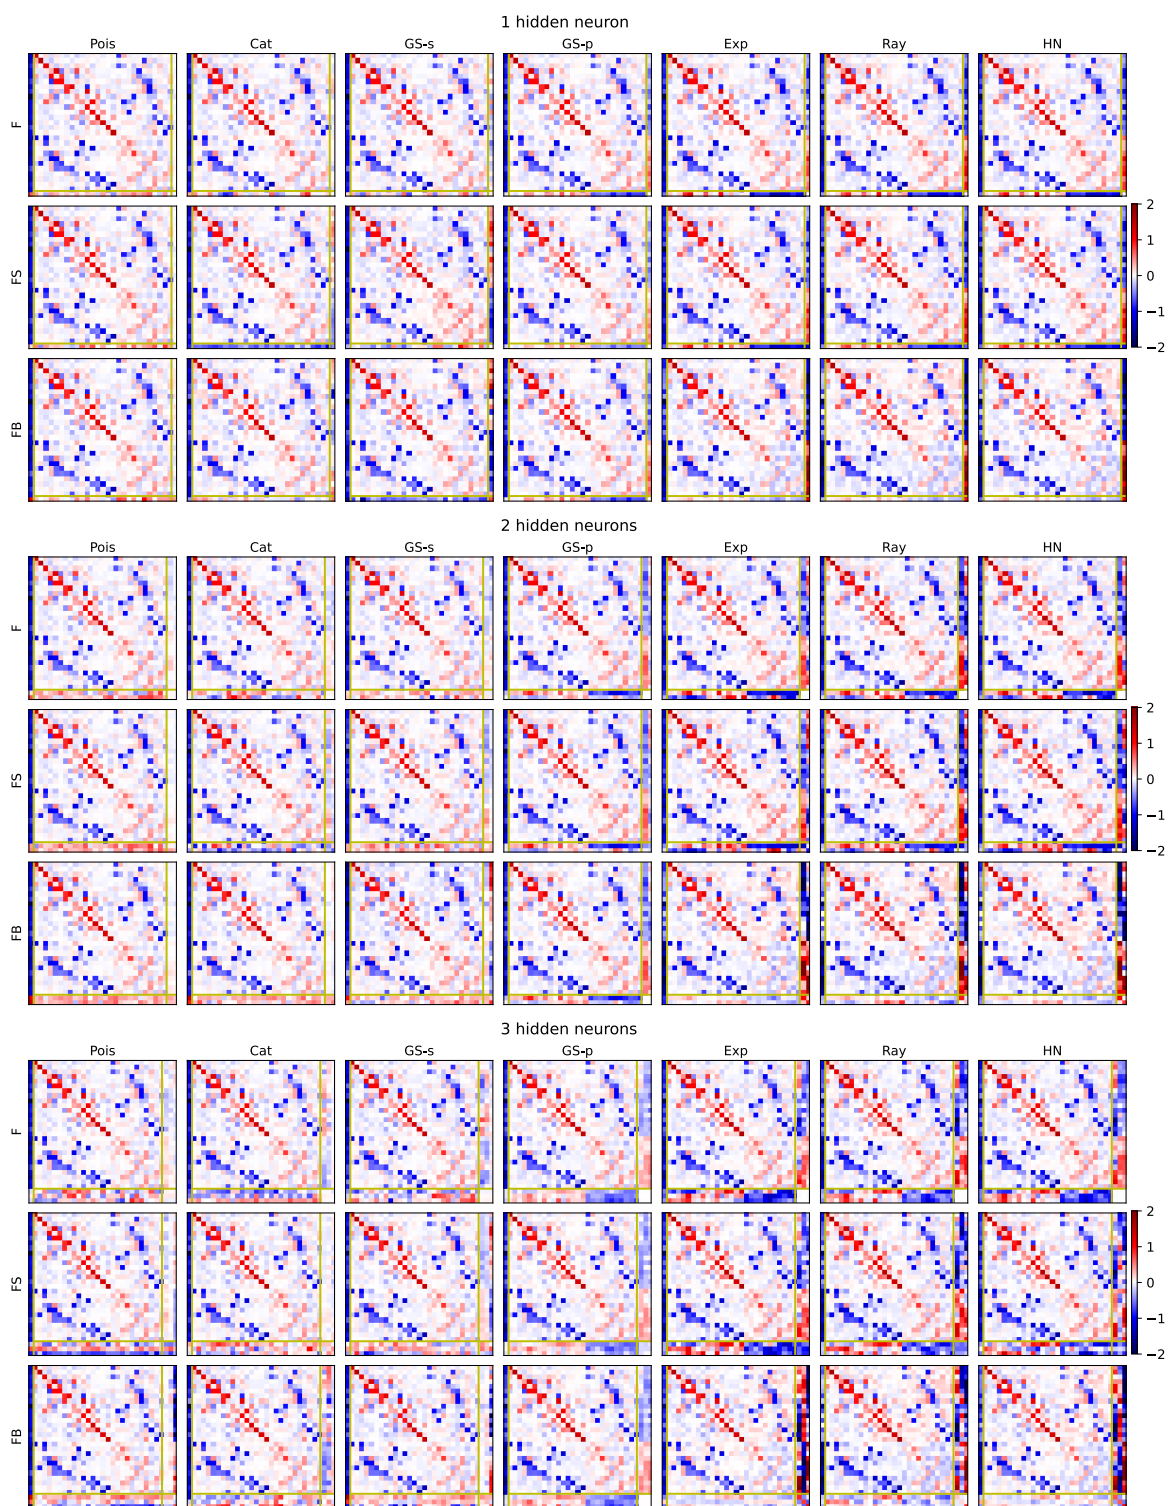 1 hidden neuron
Pois Cat GS-s GS-p Exp Ray HN
F
FS
2
1
0
−1
−2
FB
2 hidden neurons
Pois Cat GS-s GS-p Exp Ray HN
F
FS
2
1
0
−1
−2
FB
3 hidden neurons
Pois Cat GS-s GS-p Exp Ray HN
F
FS
2
1
0
−1
−2
FB